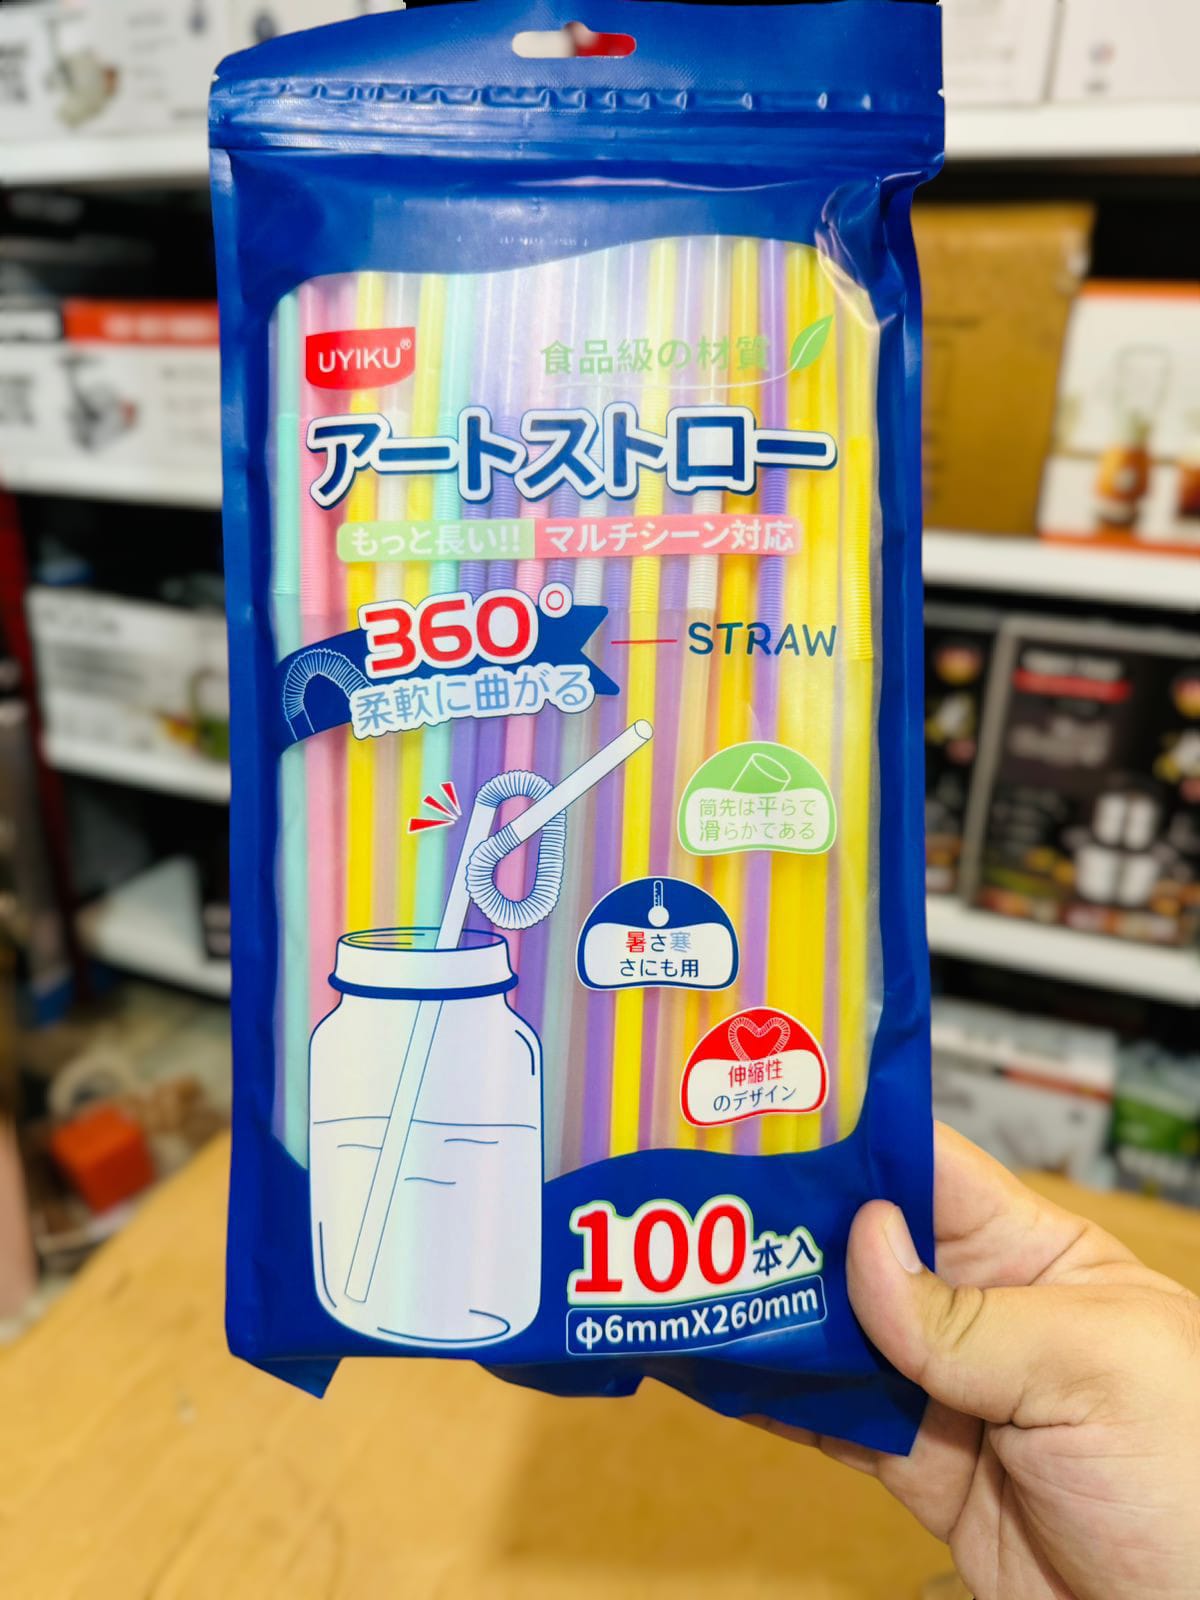 UYIKU®
食品級の材質
アートストロー
もっと長い!! マルチシーン対応
360°
柔軟に曲がる
STRAW
筒先は平らで
滑らかである
暑さ寒
さにも用
伸縮性
のデザイン
100本入
φ6mmX260mm